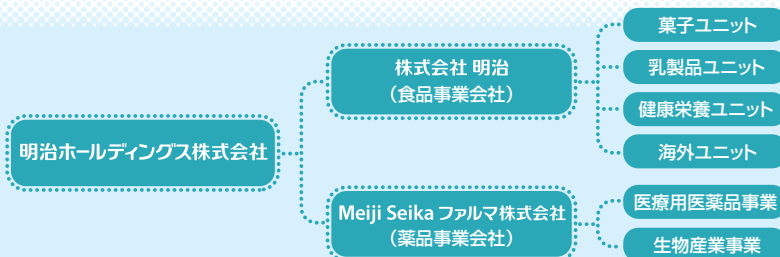 明治ホールディングス株式会社
株式会社 明治
（食品事業会社）
菓子ユニット
乳製品ユニット
健康栄養ユニット
海外ユニット
Meiji Seika ファルマ株式会社
（薬品事業会社）
医療用医薬品事業
生物産業事業